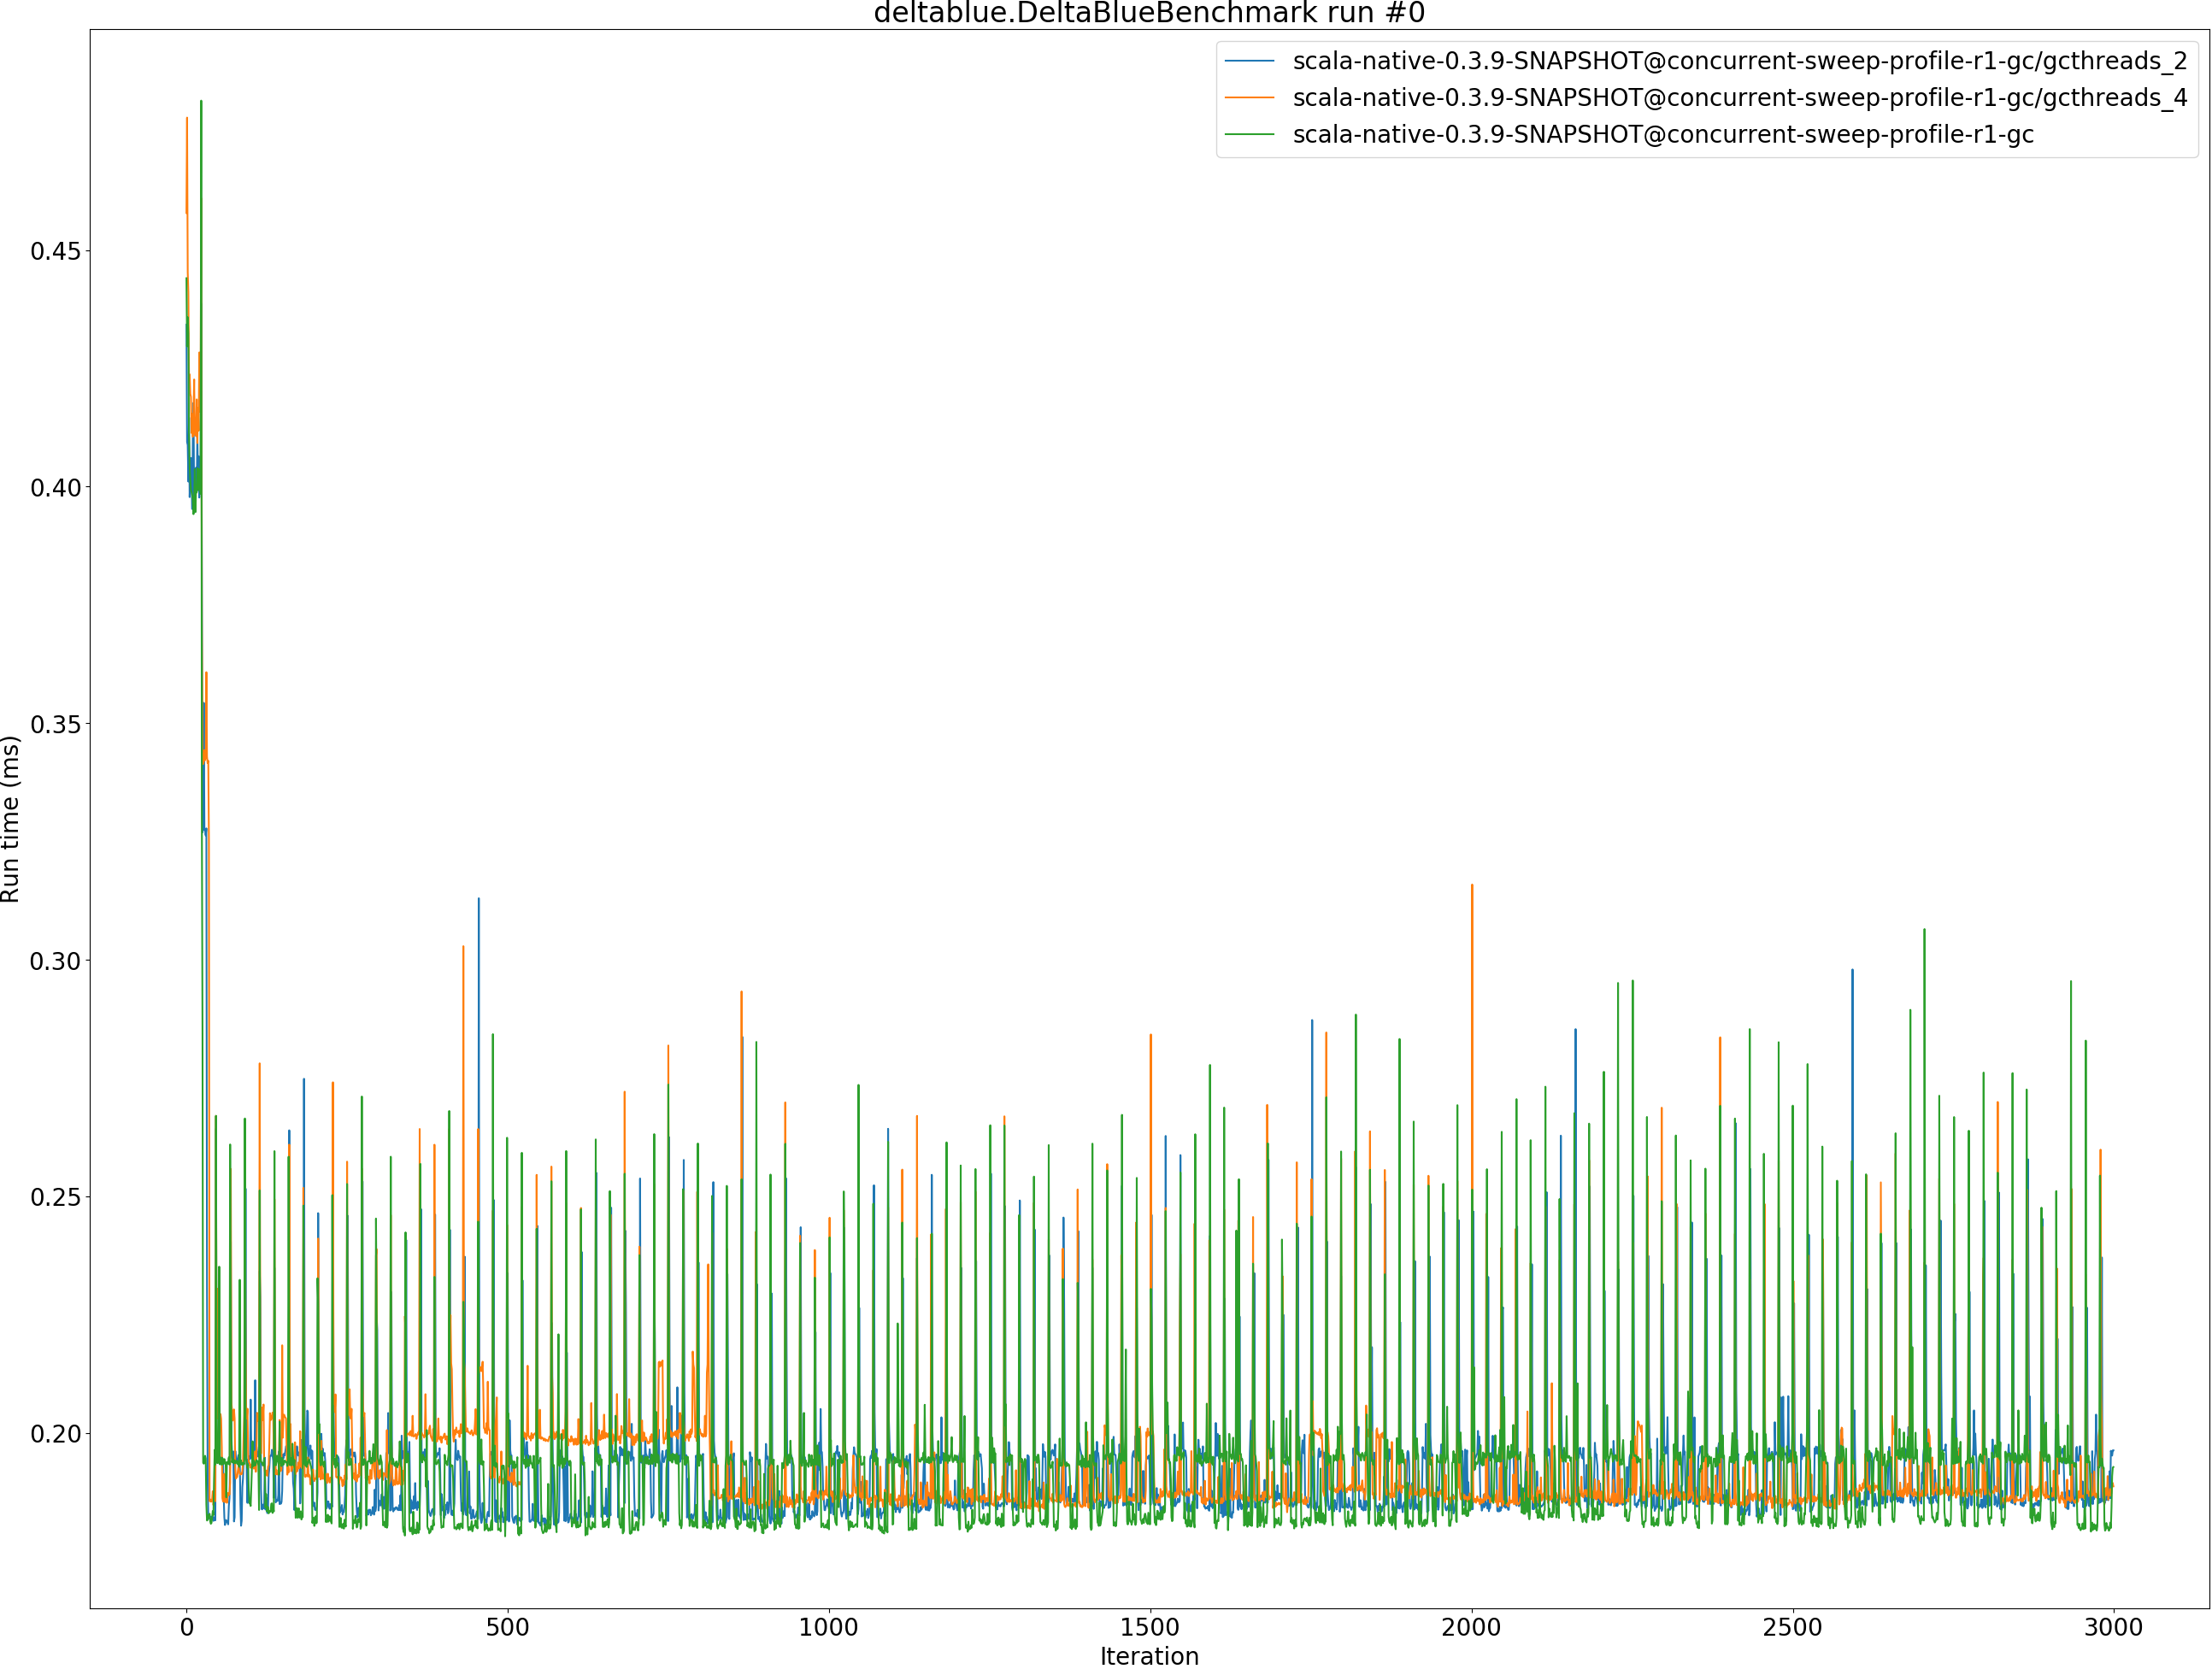 deltablue.DeltaBlueBenchmark run #0
scala-native-0.3.9-SNAPSHOT@concurrent-sweep-profile-r1-gc/gcthreads_2
scala-native-0.3.9-SNAPSHOT@concurrent-sweep-profile-r1-gc/gcthreads_4
scala-native-0.3.9-SNAPSHOT@concurrent-sweep-profile-r1-gc
Run time (ms)
0.45
0.40
0.35
0.30
0.25
0.20
0 500 1000 1500 2000 2500 3000
Iteration